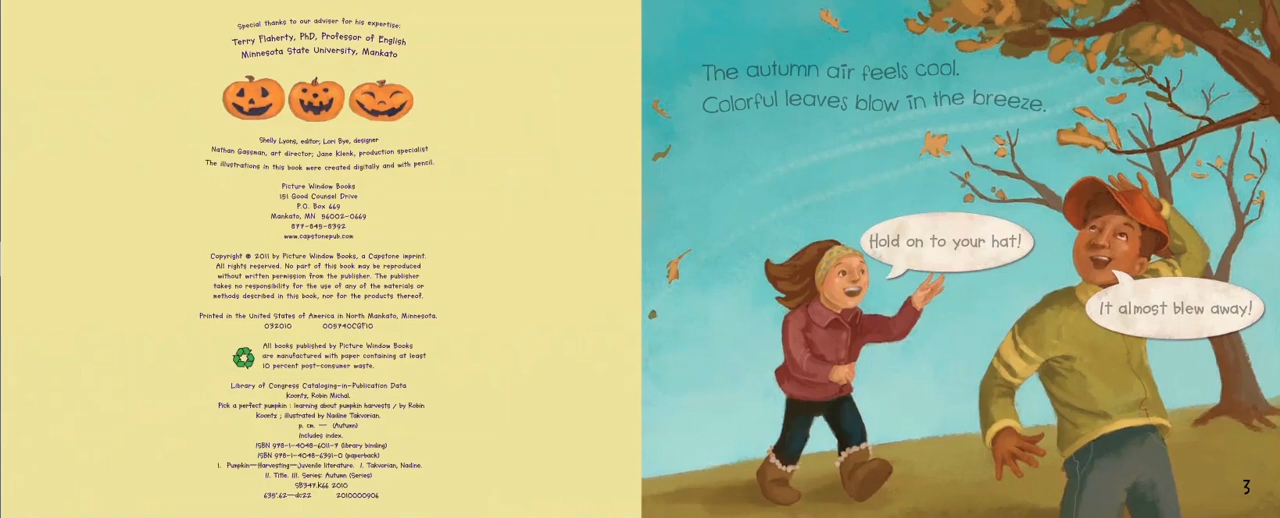 Special thanks to our adviser for his expertise:
Terry Flaherty, PhD, Professor of English
Minnesota State University, Mankato
Shelly Lyons, editor; Lori Bye, designer
Nathan Gassman, art director; Jane Klenk, production specialist
The illustrations in this book were created digitally and with pencil.
Picture Window Books
151 Good Counsel Drive
P.O. Box 669
Mankato, MN 56002-0669
877-845-8392
www.capstonepub.com
Copyright © 2011 by Picture Window Books, a Capstone imprint.
All rights reserved. No part of this book may be reproduced
without written permission from the publisher. The publisher
takes no responsibility for the use of any of the materials or
methods described in this book, nor for the products thereof.
Printed in the United States of America in North Mankato, Minnesota.
032010 005740CGF10
All books published by Picture Window Books
are manufactured with paper containing at least
10 percent post-consumer waste.
Library of Congress Cataloging-in-Publication Data
Koontz, Robin Michal.
Pick a perfect pumpkin : learning about pumpkin harvests / by Robin
Koontz ; illustrated by Nadine Takvorian.
p. cm. — (Autumn)
Includes index.
ISBN 978-1-4048-6011-7 (library binding)
ISBN 978-1-4048-6391-0 (paperback)
1. Pumpkin—Harvesting—Juvenile literature. I. Takvorian, Nadine.
II. Title. III. Series: Autumn (Series)
SB347.K66 2010
635'.62—dc22 2010000906
The autumn air feels cool.
Colorful leaves blow in the breeze.
Hold on to your hat!
It almost blew away!
3